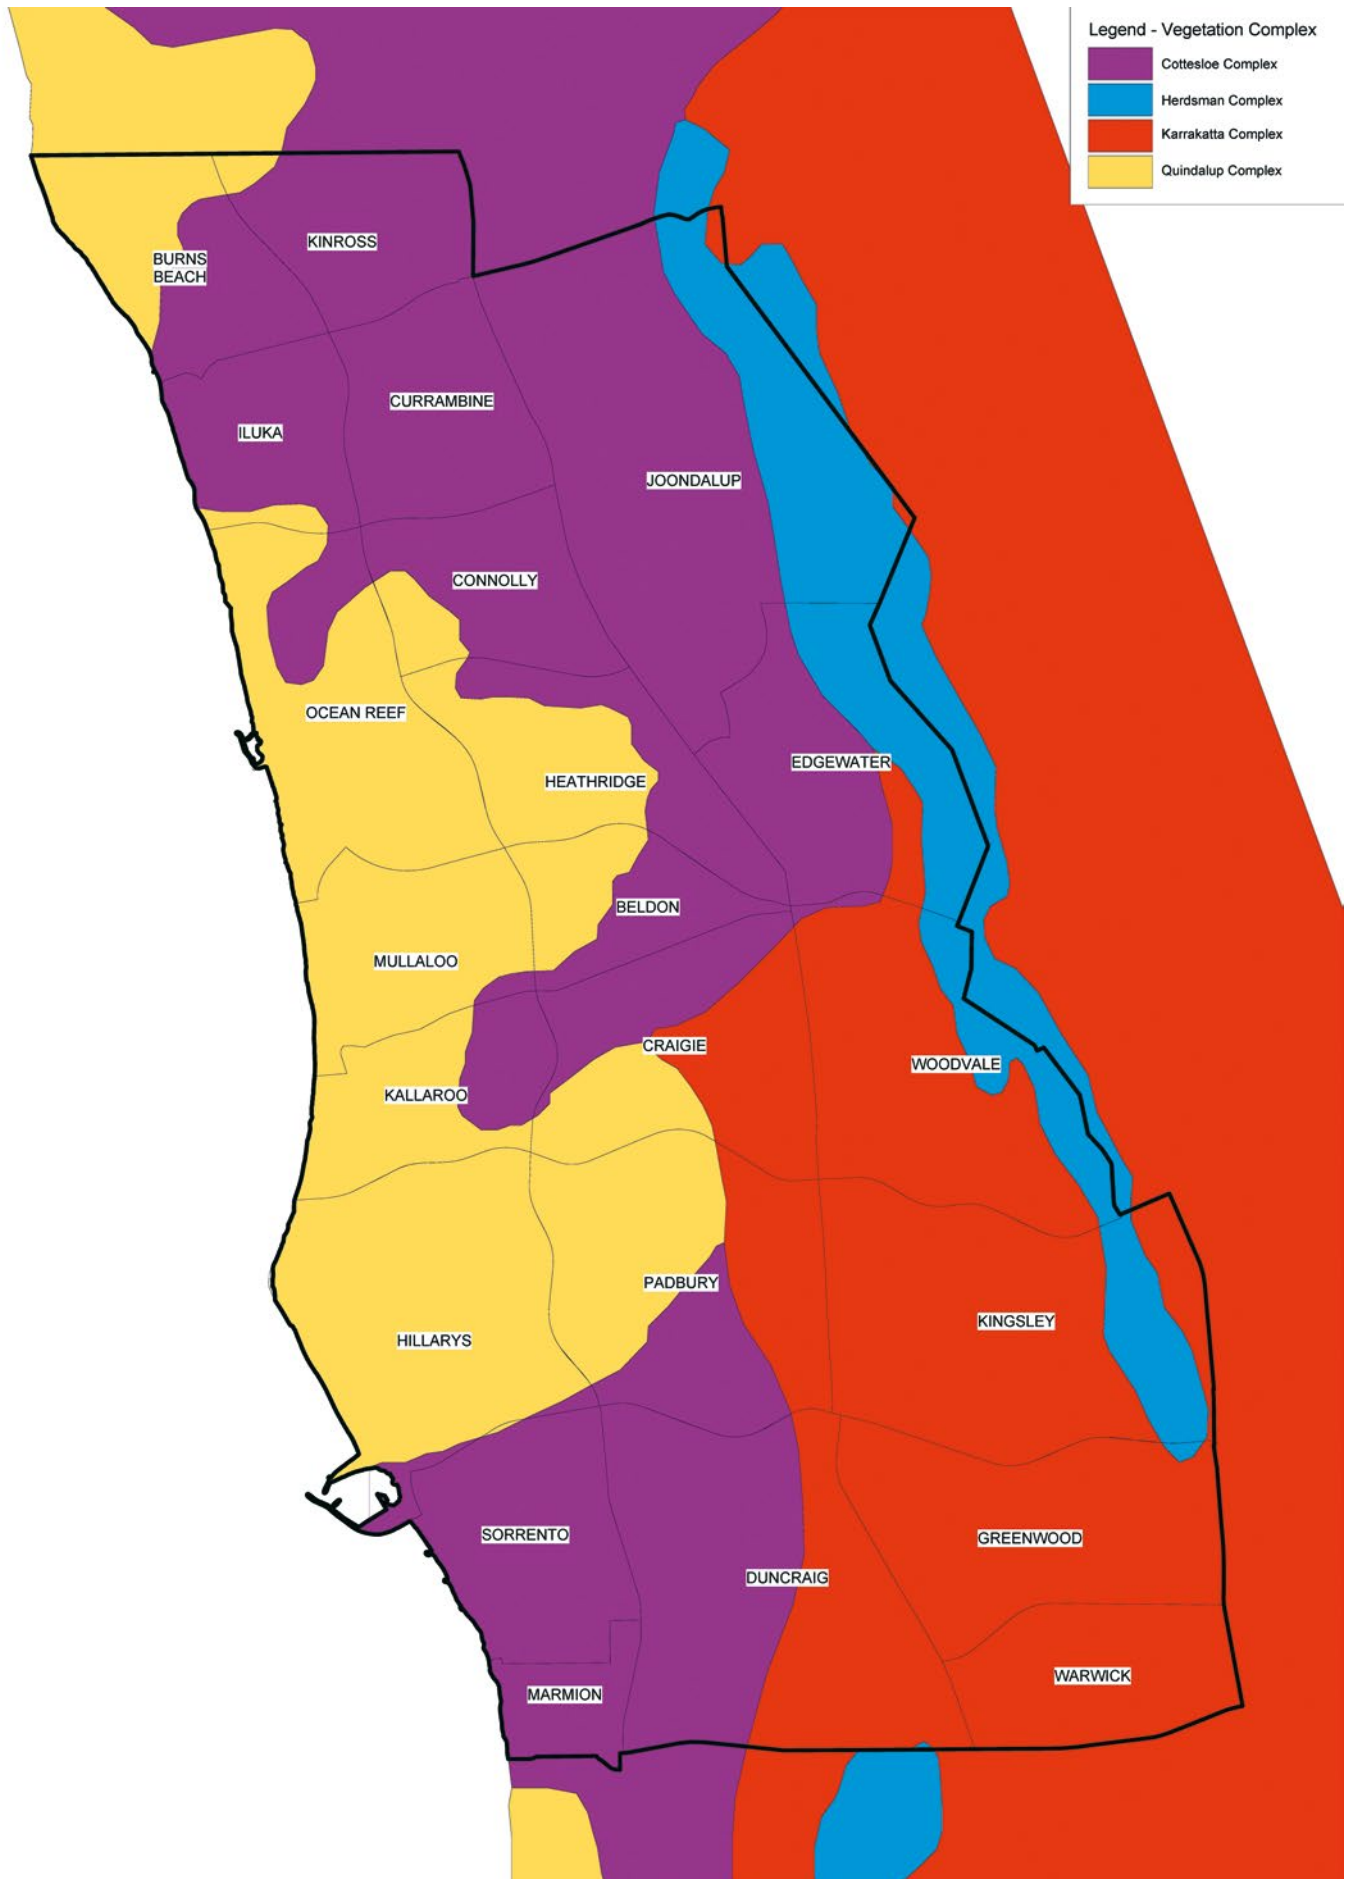 Legend - Vegetation Complex
Cottesloe Complex
Herdsman Complex
Karrakatta Complex
Quindalup Complex
KINROSS
BURNS
BEACH
CURRAMBINE
ILUKA
JOONDALUP
CONNOLLY
OCEAN REEF
EDGEWATER
HEATHRIDGE
BELDON
MULLALOO
CRAIGIE
WOODVALE
KALLAROO
PADBURY
KINGSLEY
HILLARYS
SORRENTO
GREENWOOD
DUNCRAIG
WARWICK
MARMION